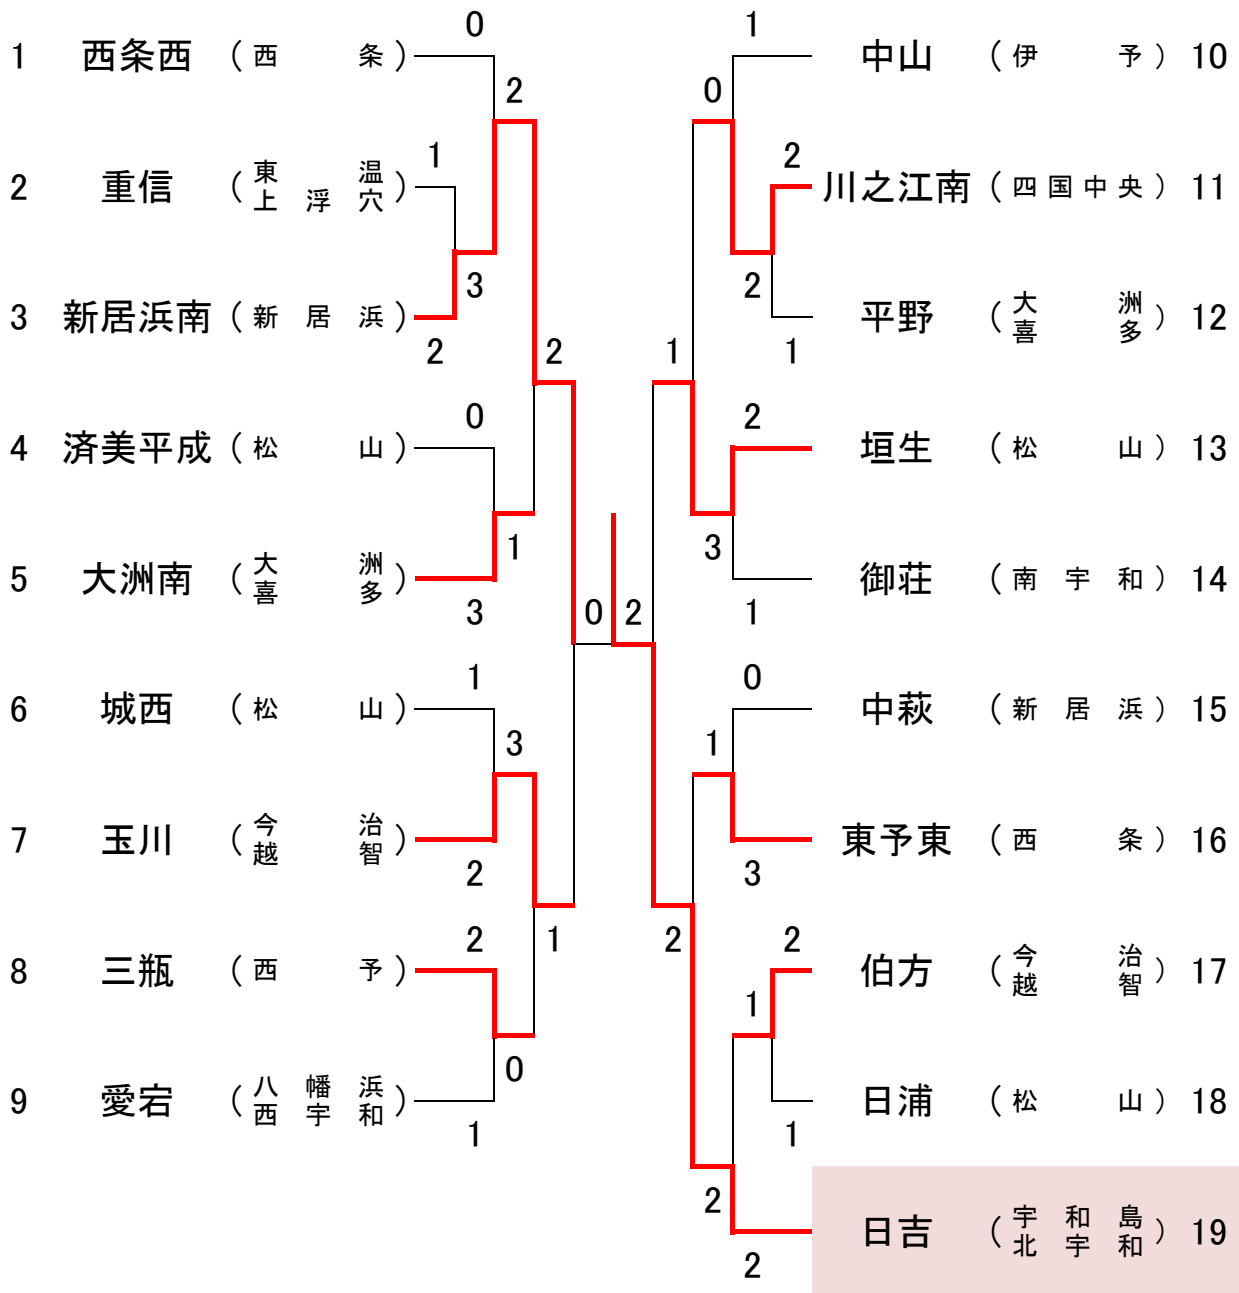 0
1 西条西 (西条)
2
1
2 重信 (東温 上浮穴)
3
3 新居浜南 (新居浜)
2
2
0
4 済美平成 (松山)
1
5 大洲南 (大洲 喜多)
3
0
1
6 城西 (松山)
3
7 玉川 (今治 越智)
2
2
1
8 三瓶 (西予)
0
9 愛宕 (八幡浜 西宇和)
1
1
中山 (伊予) 10
0
2
川之江南 (四国中央) 11
2
平野 (大洲 喜多) 12
1
1
2
垣生 (松山) 13
3
御荘 (南宇和) 14
1
2
0
中萩 (新居浜) 15
1
東予東 (西条) 16
3
2
2
伯方 (今治 越智) 17
1
日浦 (松山) 18
1
2
日吉 (宇和島 北宇和) 19
2